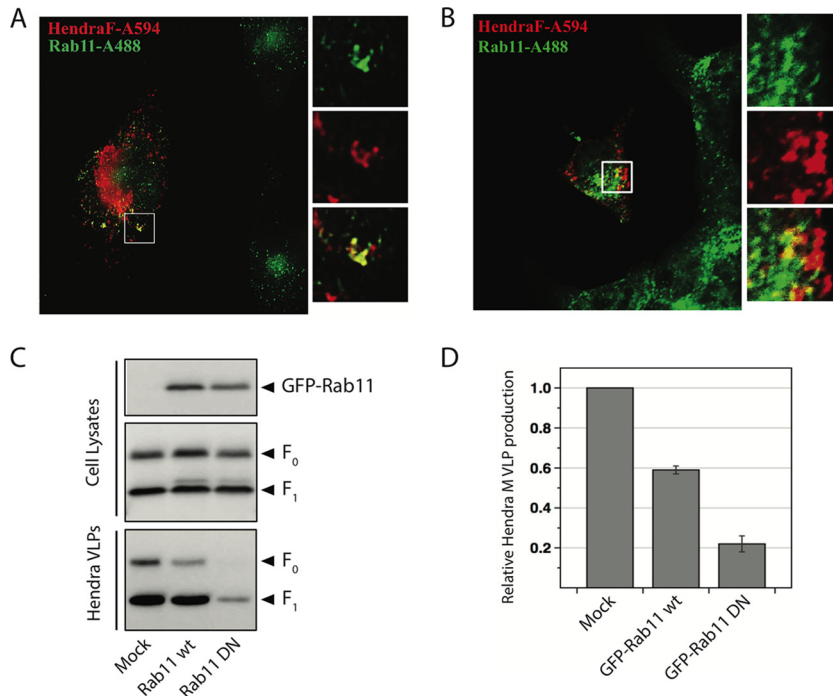 A
HendraF-A594
Rab11-A488
B
HendraF-A594
Rab11-A488
C
Cell Lysates
GFP-Rab11
F0
F1
Hendra VLPs
F0
F1
Mock
Rab11 wt
Rab11 DN
D
Relative Hendra M VLP production
1.0
0.8
0.6
0.4
0.2
Mock
GFP-Rab11 wt
GFP-Rab11 DN